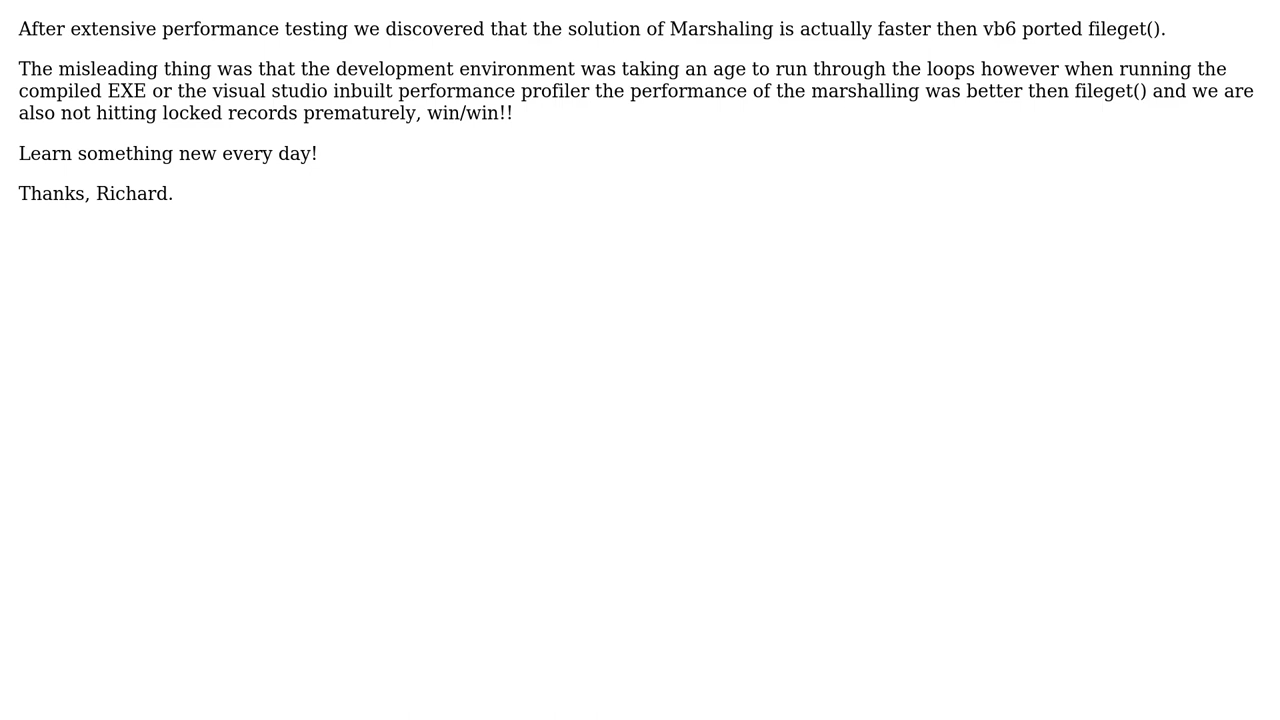 After extensive performance testing we discovered that the solution of Marshaling is actually faster then vb6 ported fileget().
The misleading thing was that the development environment was taking an age to run through the loops however when running the
compiled EXE or the visual studio inbuilt performance profiler the performance of the marshalling was better then fileget() and we are
also not hitting locked records prematurely, win/win!!
Learn something new every day!
Thanks, Richard.